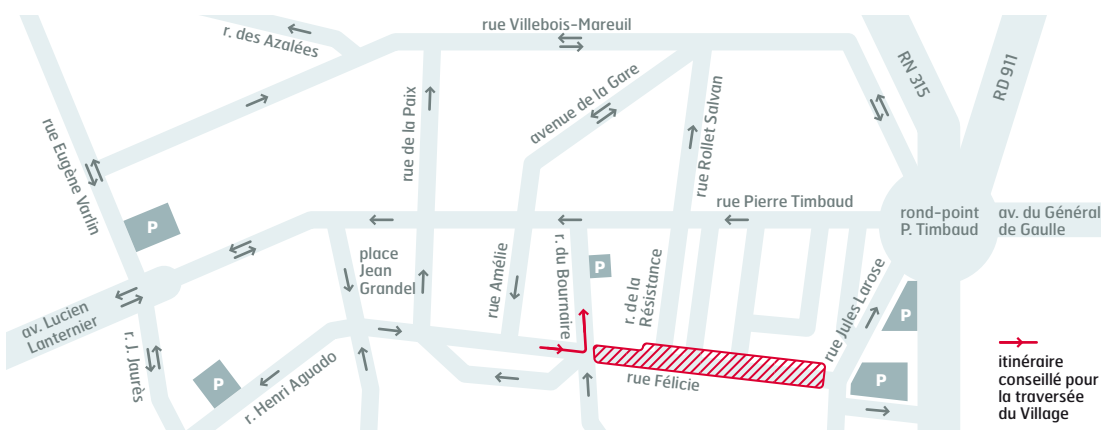 rue Villebois-Mareuil
r. des Azalées
RN 315
RD 911
avenue de la Gare
rue de la Paix
rue Rollet Salvan
rue Eugène Varlin
P
rue Pierre Timbaud
rond-point
P. Timbaud
av. du Général
de Gaulle
place
Jean
Grandel
rue Amélie
r. du Bournaire
P
r. de la
Résistance
rue Jules Larose
P
av. Lucien
Lanternier
r. J. Jaurès
P
r. Henri Aguado
rue Félicie
P
itinéraire
conseillé pour
la traversée
du Village